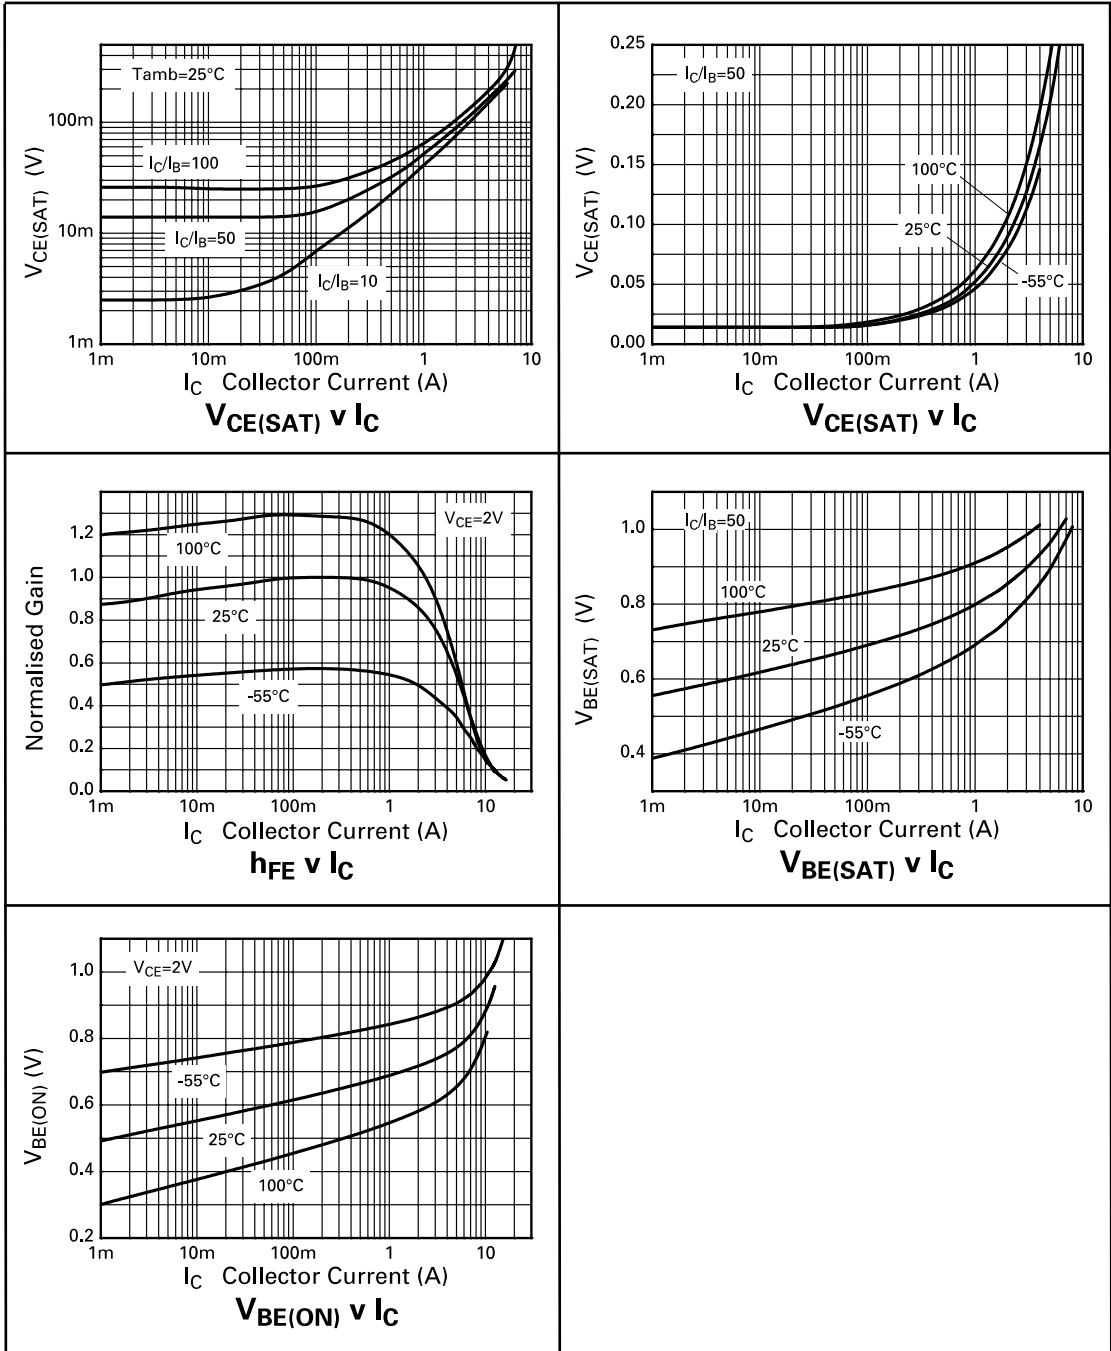 Tamb=25°C
IC/IB=100
IC/IB=50
IC/IB=10
100m
10m
1m
VCE(SAT) (V)
1m 10m 100m 1 10
IC Collector Current (A)
VCE(SAT) v IC
IC/IB=50
100°C
25°C
-55°C
0.25
0.20
0.15
0.10
0.05
0.00
VCE(SAT) (V)
1m 10m 100m 1 10
IC Collector Current (A)
VCE(SAT) v IC
VCE=2V
100°C
25°C
-55°C
1.2
1.0
0.8
0.6
0.4
0.2
0.0
Normalised Gain
1m 10m 100m 1 10
IC Collector Current (A)
hFE v IC
IC/IB=50
100°C
25°C
-55°C
1.0
0.8
0.6
0.4
VBE(SAT) (V)
1m 10m 100m 1 10
IC Collector Current (A)
VBE(SAT) v IC
VCE=2V
-55°C
25°C
100°C
1.0
0.8
0.6
0.4
0.2
VBE(ON) (V)
1m 10m 100m 1 10
IC Collector Current (A)
VBE(ON) v IC